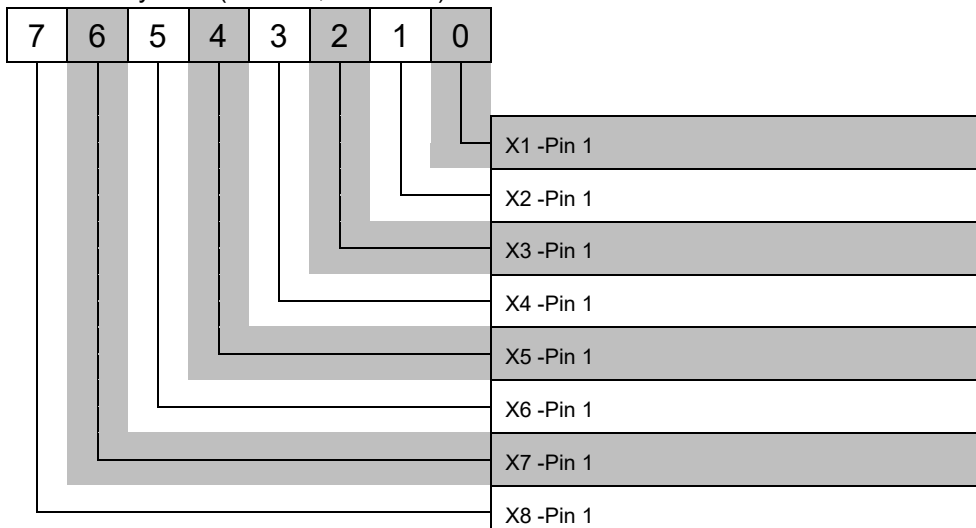 7 6 5 4 3 2 1 0
X1 -Pin 1
X2 -Pin 1
X3 -Pin 1
X4 -Pin 1
X5 -Pin 1
X6 -Pin 1
X7 -Pin 1
X8 -Pin 1